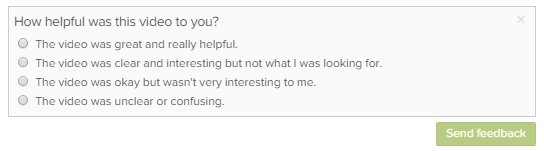 How helpful was this video to you?
The video was great and really helpful.
The video was clear and interesting but not what I was looking for.
The video was okay but wasn't very interesting to me.
The video was unclear or confusing.
Send feedback